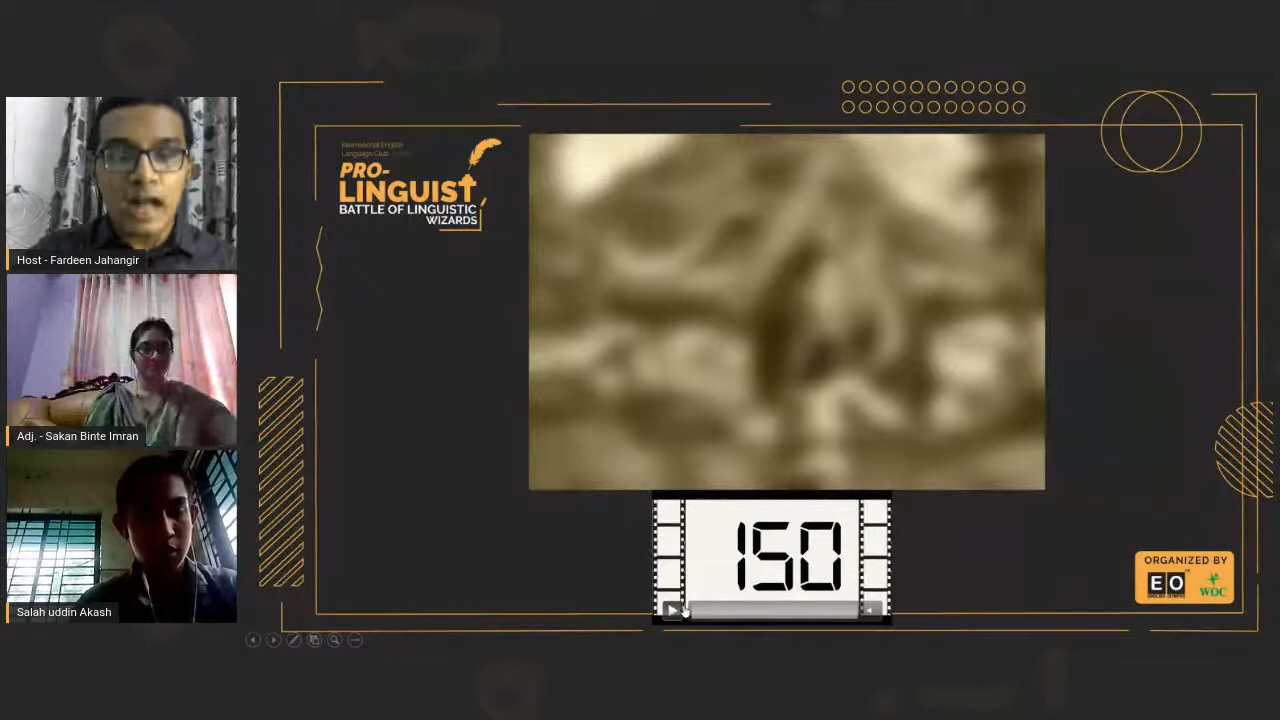 International English
Language Club
PRO-
LINGUIST
BATTLE OF LINGUISTIC
WIZARDS
Host - Fardeen Jahangir
Adj. - Sakan Binte Imran
Salah uddin Akash
150
ORGANIZED BY
EO
WOC